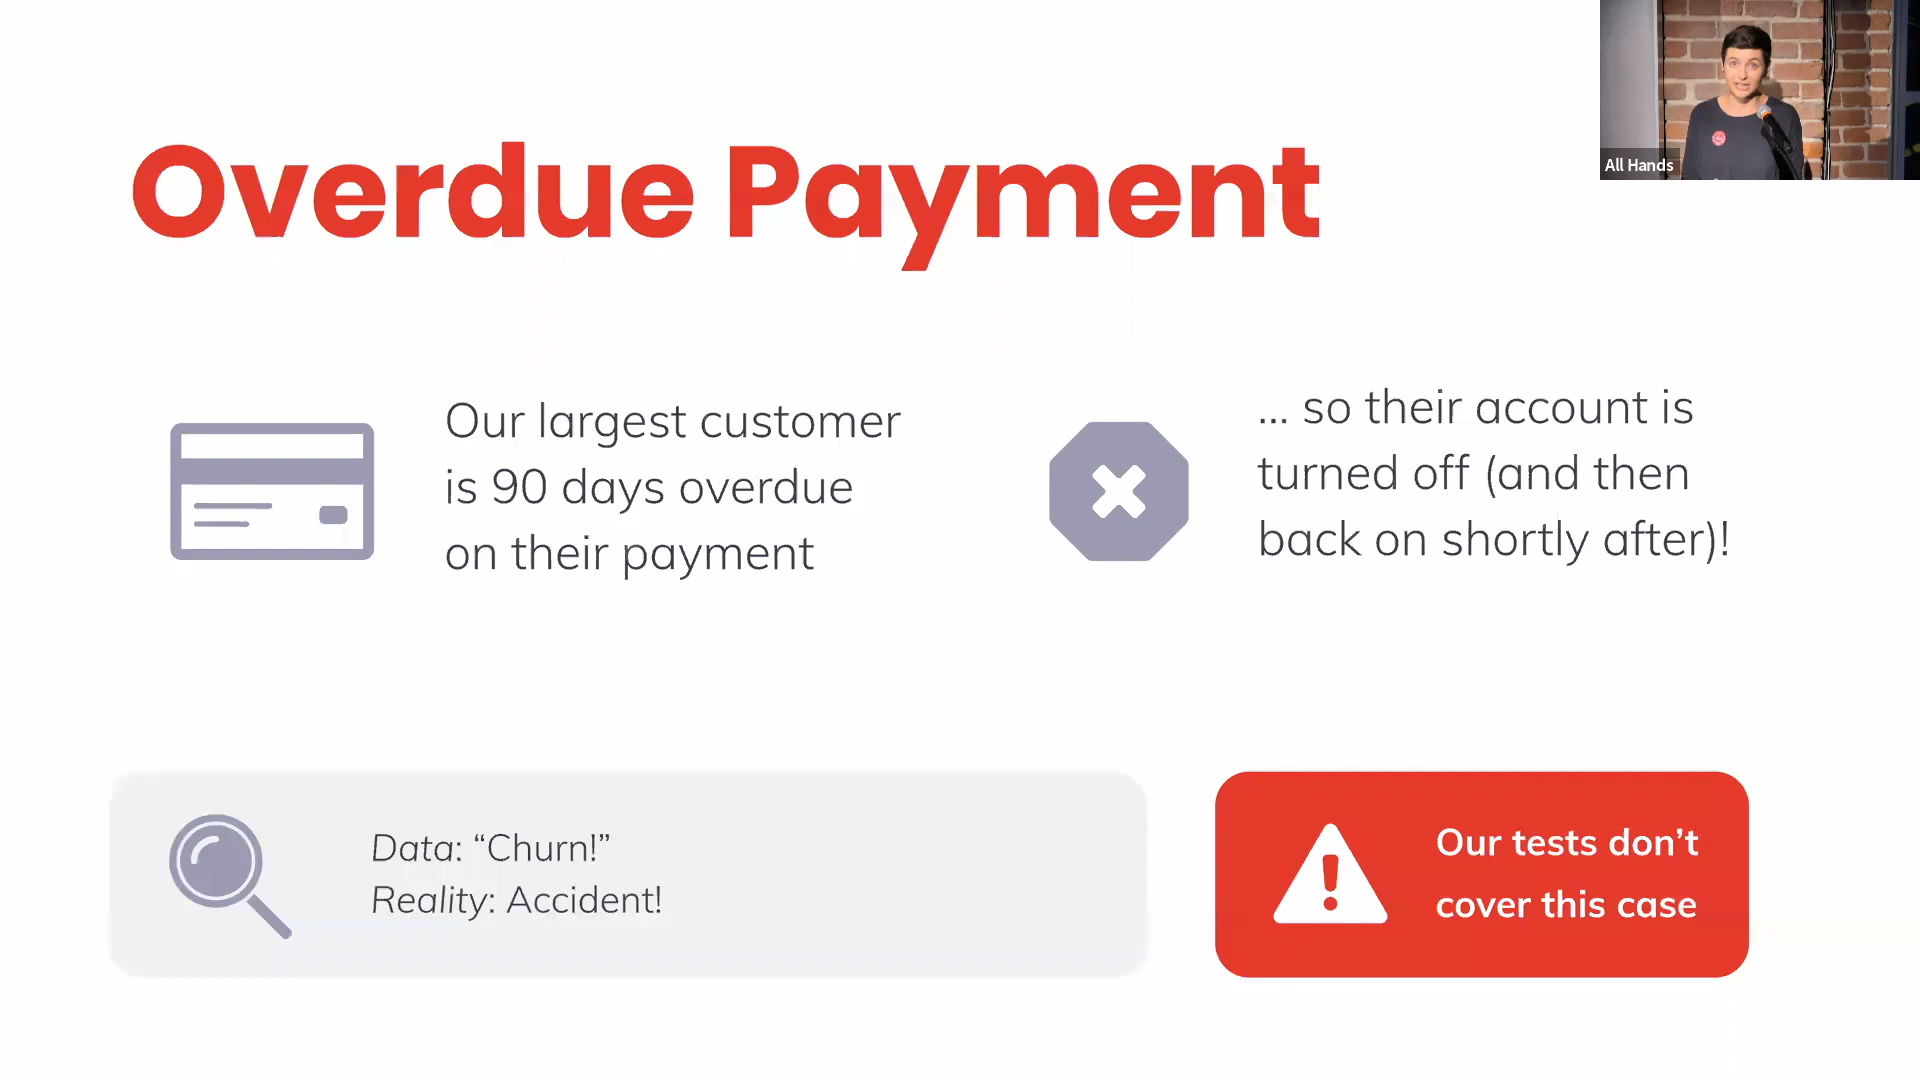 Overdue Payment
All Hands
Our largest customer
is 90 days overdue
on their payment
... so their account is
turned off (and then
back on shortly after)!
Data: “Churn!”
Reality: Accident!
Our tests don’t
cover this case